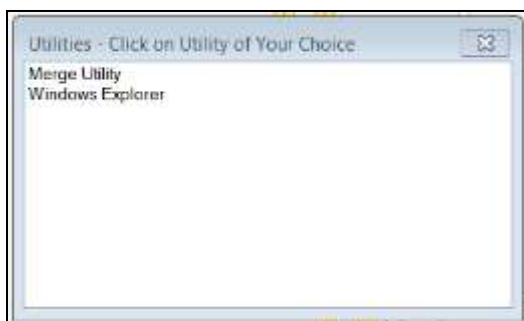 Utilities - Click on Utility of Your Choice
Merge Utility
Windows Explorer